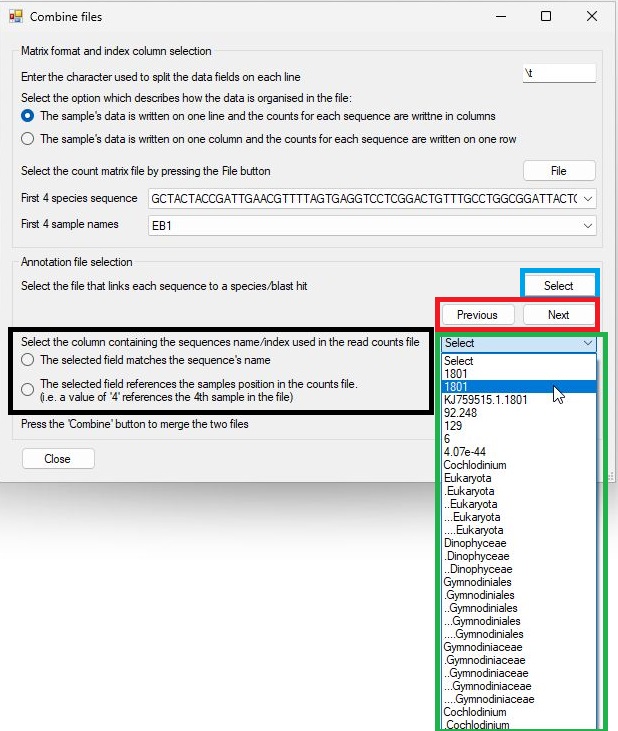 Combine files
Matrix format and index column selection
Enter the character used to split the data fields on each line
\t
Select the option which describes how the data is organised in the file:
The sample's data is written on one line and the counts for each sequence are writtne in columns
The sample's data is written on one column and the counts for each sequence are written on one row
Select the count matrix file by pressing the File button
File
First 4 species sequence
GCTACTACCGATTGAACGTTTTAGTGAGGTCCTCGGACTGTTTGCCTGGCGGATTACTC
First 4 sample names
EB1
Annotation file selection
Select the file that links each sequence to a species/blast hit
Select
Previous
Next
Select the column containing the sequences name/index used in the read counts file
Select
The selected field matches the sequence's name
The selected field references the samples position in the counts file.
(i.e. a value of '4' references the 4th sample in the file)
Press the 'Combine' button to merge the two files
Close
Select
1801
1801
KJ759515.1.1801
92.248
129
6
4.07e-44
Cochlodinium
Eukaryota
.Eukaryota
..Eukaryota
...Eukaryota
....Eukaryota
Dinophyceae
.Dinophyceae
..Dinophyceae
Gymnodiniales
.Gymnodiniales
..Gymnodiniales
...Gymnodiniales
....Gymnodiniales
Gymnodiniaceae
.Gymnodiniaceae
..Gymnodiniaceae
...Gymnodiniaceae
....Gymnodiniaceae
Cochlodinium
.Cochlodinium